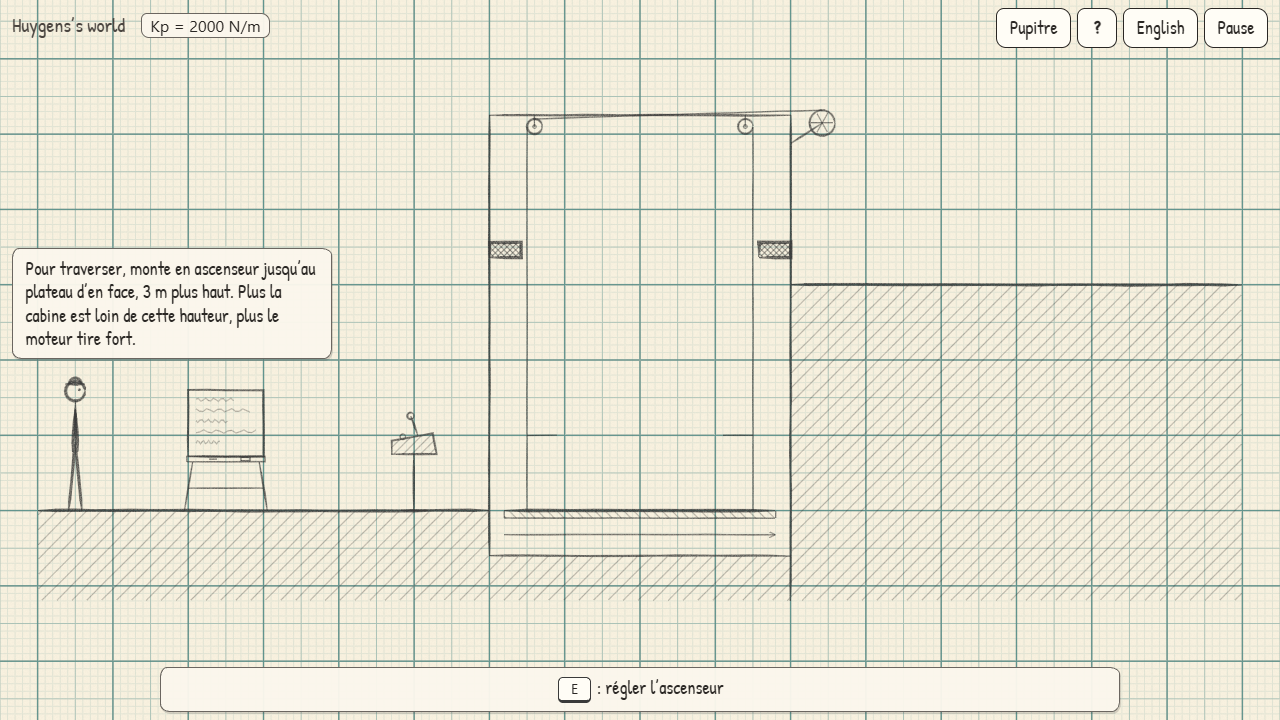 Huygens's world
Kp = 2000 N/m
Pupitre
?
English
Pause
Pour traverser, monte en ascenseur jusqu'au
plateau d'en face, 3 m plus haut. Plus la
cabine est loin de cette hauteur, plus le
moteur tire fort.
E : régler l'ascenseur